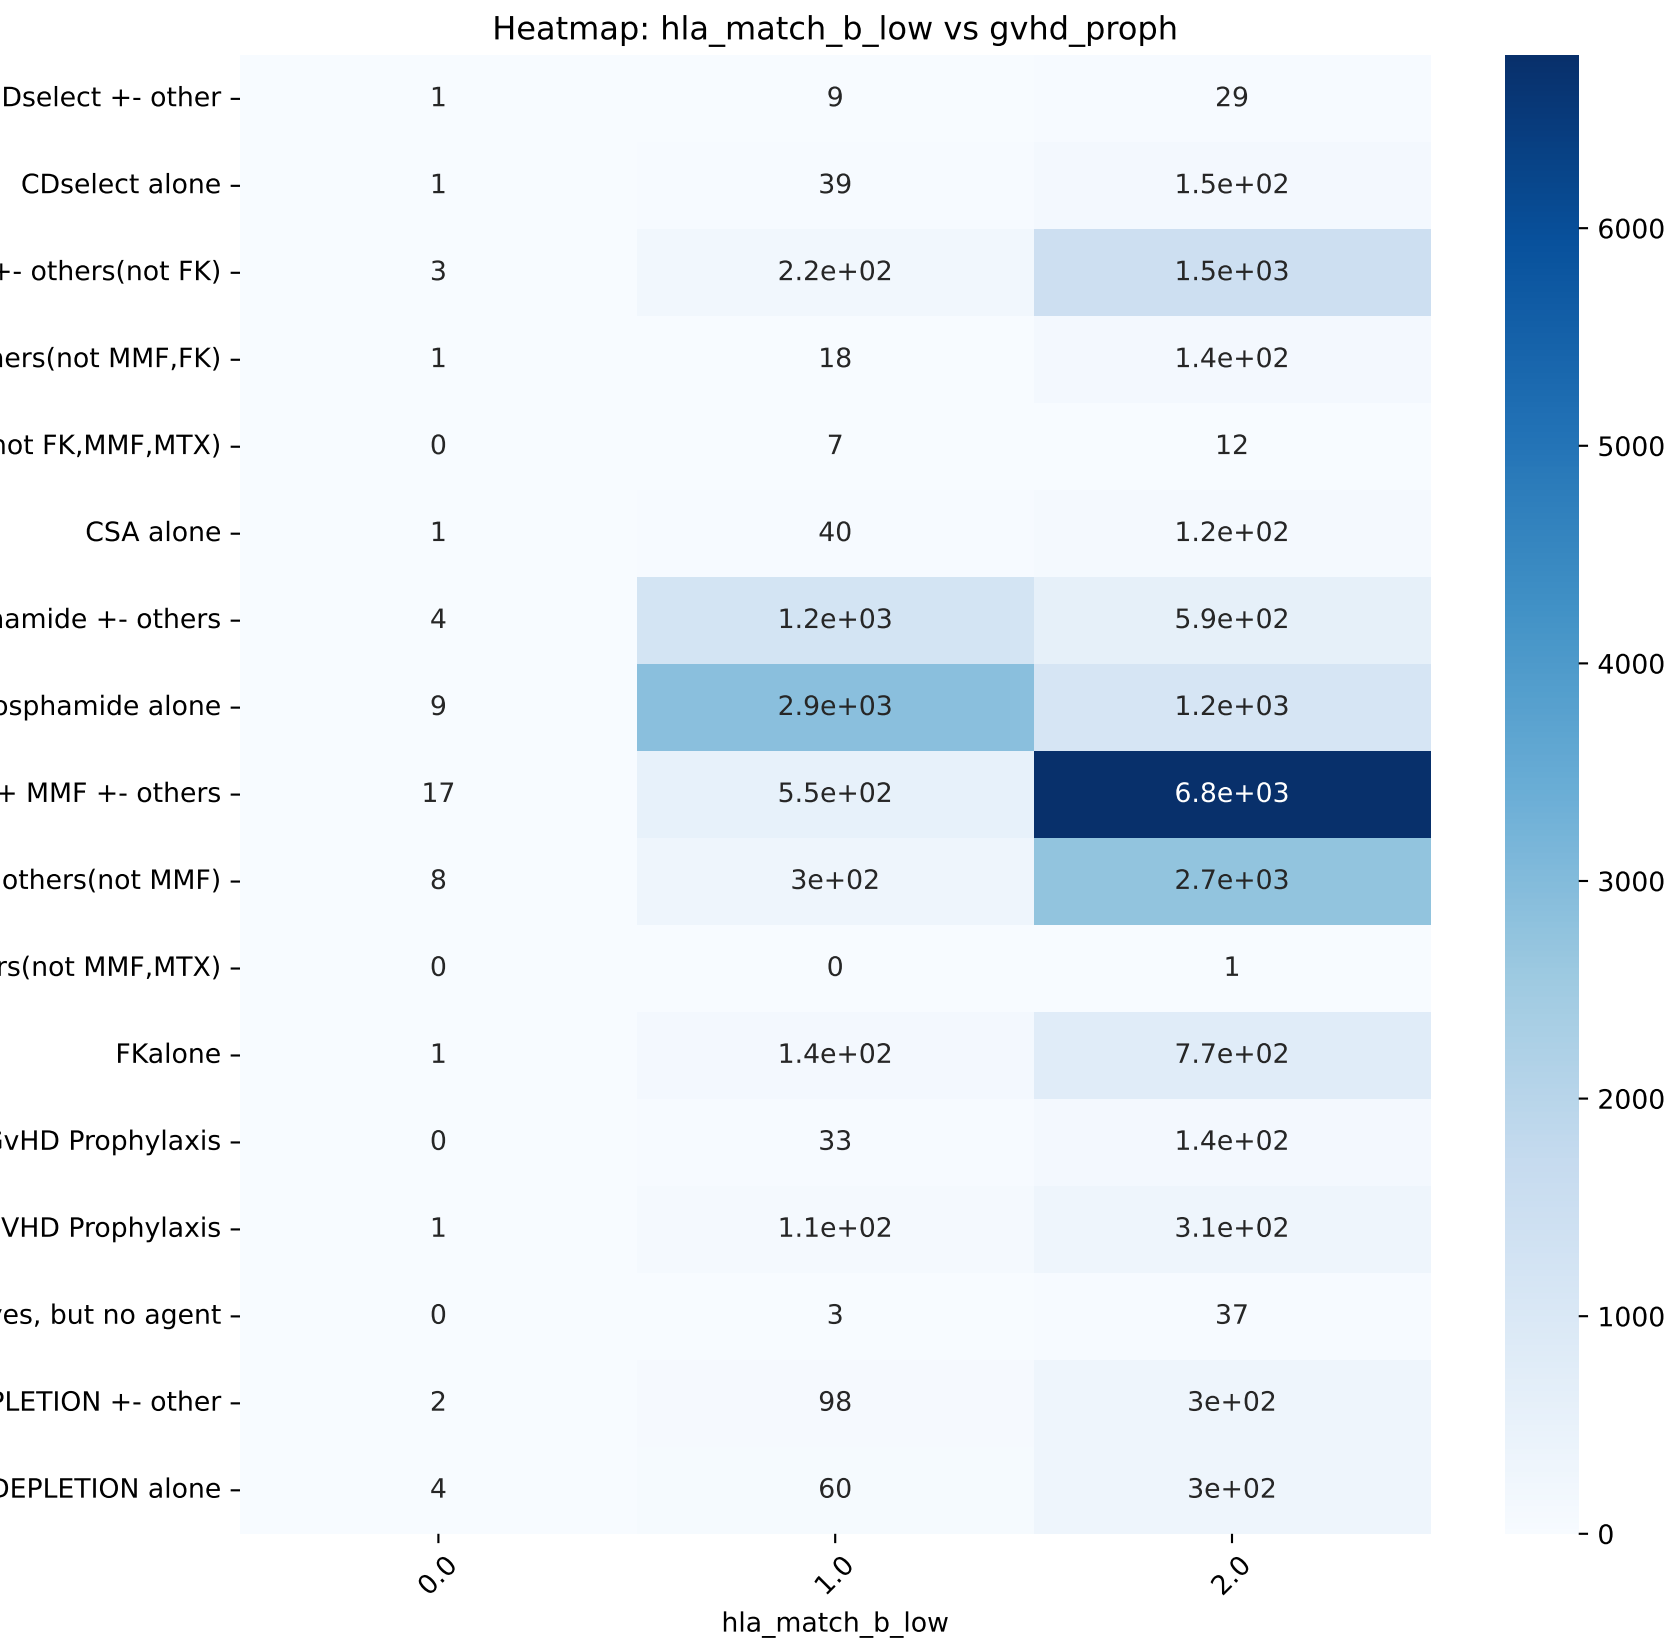 Heatmap: hla_match_b_low vs gvhd_proph
Dselect +- other 1 9 29
CDselect alone 1 39 1.5e+02
+- others(not FK) 3 2.2e+02 1.5e+03
ers(not MMF,FK) 1 18 1.4e+02
not FK,MMF,MTX) 0 7 12
CSA alone 1 40 1.2e+02
amide +- others 4 1.2e+03 5.9e+02
osphamide alone 9 2.9e+03 1.2e+03
+ MMF +- others 17 5.5e+02 6.8e+03
others(not MMF) 8 3e+02 2.7e+03
rs(not MMF,MTX) 0 0 1
FKalone 1 1.4e+02 7.7e+02
GvHD Prophylaxis 0 33 1.4e+02
VHD Prophylaxis 1 1.1e+02 3.1e+02
es, but no agent 0 3 37
PLETION +- other 2 98 3e+02
DEPLETION alone 4 60 3e+02
0.0 1.0 2.0
hla_match_b_low
6000
5000
4000
3000
2000
1000
0